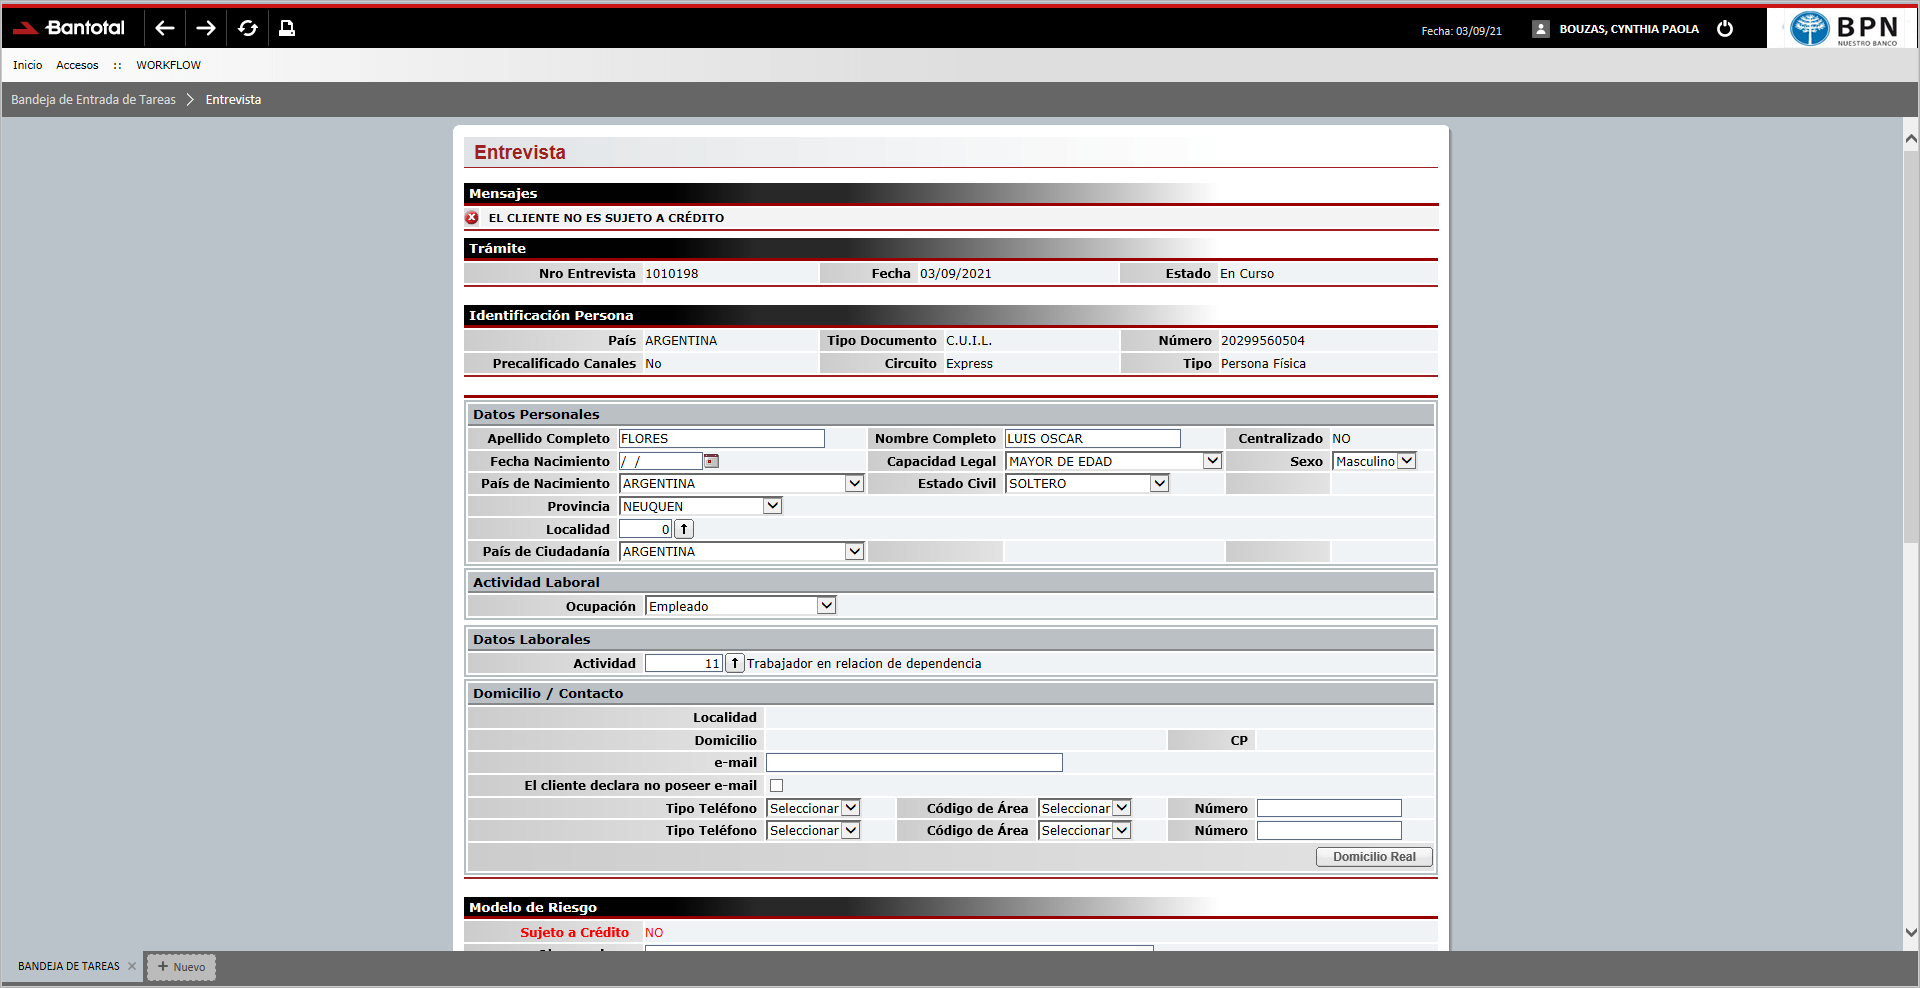 Bantotal
Fecha: 03/09/21
BOUZAS, CYNTHIA PAOLA
BPN
NUESTRO BANCO
Inicio Accesos :: WORKFLOW
Bandeja de Entrada de Tareas Entrevista
Entrevista
Mensajes
EL CLIENTE NO ES SUJETO A CRÉDITO
Trámite
Nro Entrevista 1010198 Fecha 03/09/2021 Estado En Curso
Identificación Persona
País ARGENTINA Tipo Documento C.U.I.L. Número 20299560504
Precalificado Canales No Circuito Express Tipo Persona Física
Datos Personales
Apellido Completo FLORES Nombre Completo LUIS OSCAR Centralizado NO
Fecha Nacimiento / / Capacidad Legal MAYOR DE EDAD Sexo Masculino
País de Nacimiento ARGENTINA Estado Civil SOLTERO
Provincia NEUQUEN
Localidad 0
País de Ciudadanía ARGENTINA
Actividad Laboral
Ocupación Empleado
Datos Laborales
Actividad 11 Trabajador en relacion de dependencia
Domicilio / Contacto
Localidad
Domicilio CP
e-mail
El cliente declara no poseer e-mail
Tipo Teléfono Seleccionar Código de Área Seleccionar Número
Tipo Teléfono Seleccionar Código de Área Seleccionar Número
Domicilio Real
Modelo de Riesgo
Sujeto a Crédito NO
BANDEJA DE TAREAS + Nuevo